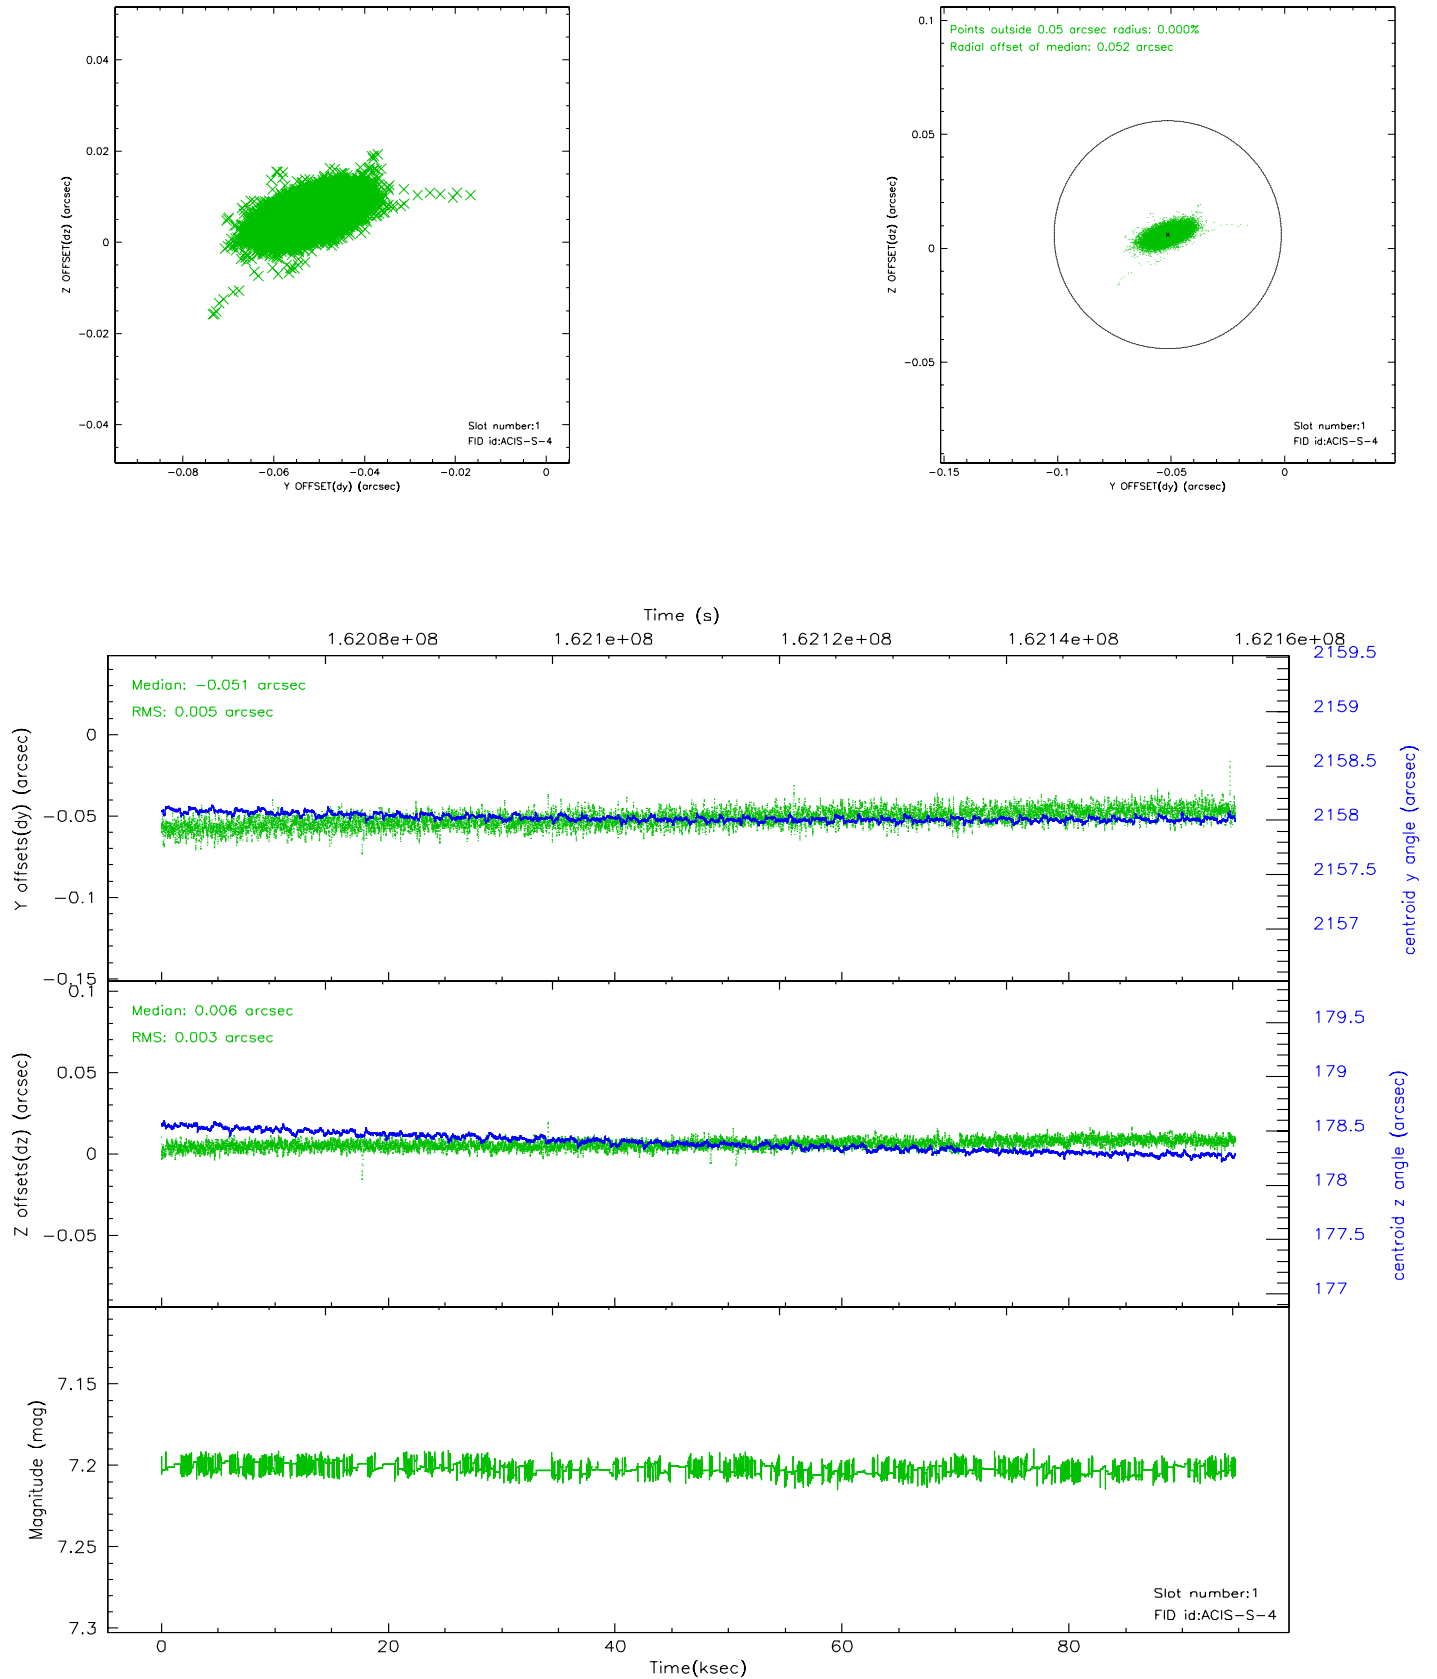 0.04
0.02
0
−0.02
−0.04
Z OFFSET(dz) (arcsec)
−0.08
−0.06
−0.04
−0.02
0
Y OFFSET(dy) (arcsec)
Slot number:1
FID id:ACIS−S−4
Points outside 0.05 arcsec radius: 0.000%
Radial offset of median: 0.052 arcsec
0.1
0.05
0
−0.05
Z OFFSET(dz) (arcsec)
−0.15
−0.1
−0.05
0
Y OFFSET(dy) (arcsec)
Slot number:1
FID id:ACIS−S−4
Time (s)
1.6208e+08
1.621e+08
1.6212e+08
1.6214e+08
1.6216e+08
Median: −0.051 arcsec
RMS: 0.005 arcsec
0
−0.05
−0.1
−0.15
Y offsets(dy) (arcsec)
2159.5
2159
2158.5
2158
2157.5
2157
centroid y angle (arcsec)
Median: 0.006 arcsec
RMS: 0.003 arcsec
0.1
0.05
0
−0.05
Z offsets(dz) (arcsec)
179.5
179
178.5
178
177.5
177
centroid z angle (arcsec)
7.15
7.2
7.25
7.3
Magnitude (mag)
Slot number:1
FID id:ACIS−S−4
0
20
40
60
80
Time(ksec)